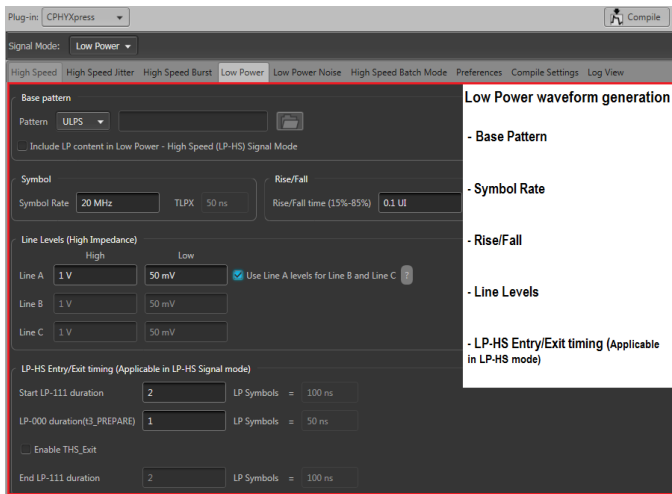 Plug-in: CPHYXpress Compile
Signal Mode: Low Power
High Speed High Speed Jitter High Speed Burst Low Power Low Power Noise High Speed Batch Mode Preferences Compile Settings Log View
Base pattern
Pattern ULPS
Include LP content in Low Power - High Speed (LP-HS) Signal Mode
Symbol
Symbol Rate 20 MHz TLPX 50 ns
Rise/Fall
Rise/Fall time (15%-85%) 0.1 UI
Line Levels (High Impedance)
High Low
Line A 1 V 50 mV Use Line A levels for Line B and Line C ?
Line B 1 V 50 mV
Line C 1 V 50 mV
LP-HS Entry/Exit timing (Applicable in LP-HS Signal mode)
Start LP-111 duration 2 LP Symbols = 100 ns
LP-000 duration(t3_PREPARE) 1 LP Symbols = 50 ns
Enable THS_Exit
End LP-111 duration 2 LP Symbols = 100 ns
Low Power waveform generation
- Base Pattern
- Symbol Rate
- Rise/Fall
- Line Levels
- LP-HS Entry/Exit timing (Applicable
in LP-HS mode)